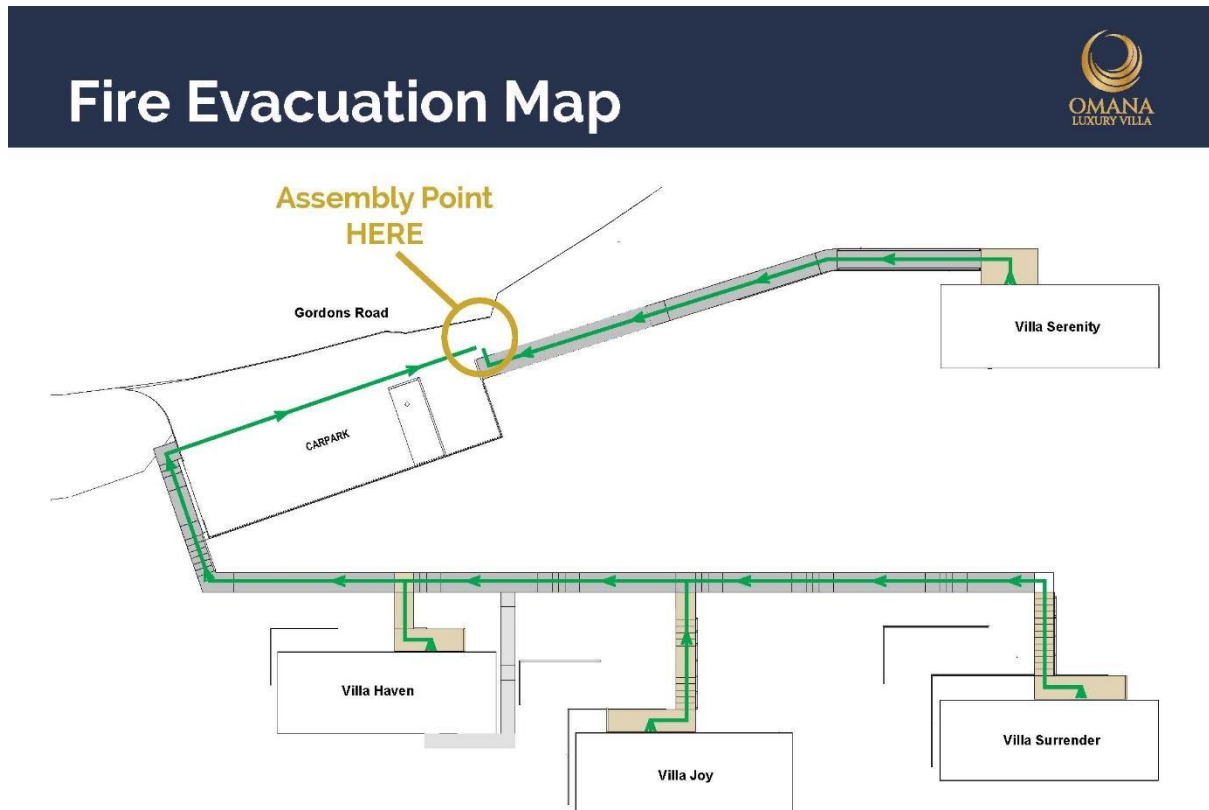 Fire Evacuation Map
OMANA
LUXURY VILLA
Assembly Point
HERE
Gordons Road
Villa Serenity
CARPARK
Villa Haven
Villa Surrender
Villa Joy